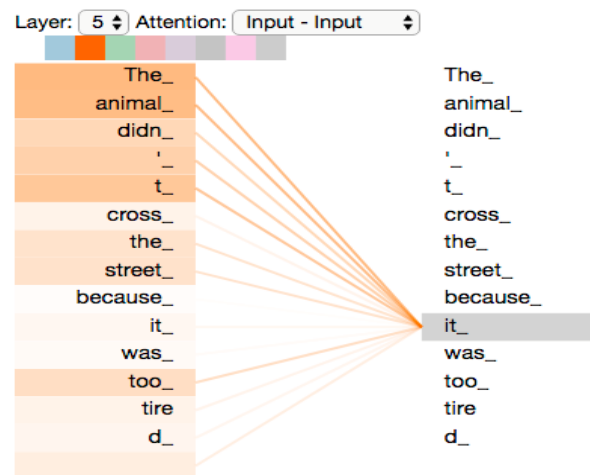 Layer: 5 Attention: Input - Input
The_ The_
animal_ animal_
didn_ didn_
'_ '_
t_ t_
cross_ cross_
the_ the_
street_ street_
because_ because_
it_ it_
was_ was_
too_ too_
tire tire
d_ d_